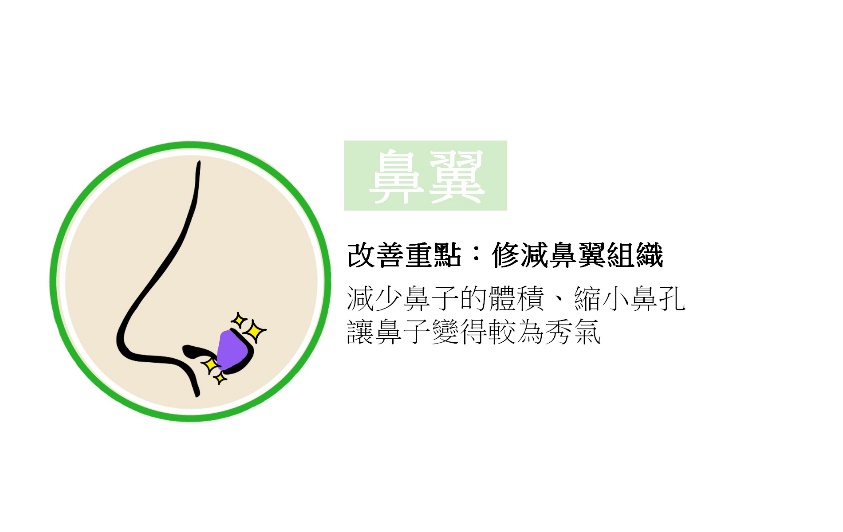 鼻翼
改善重點：修減鼻翼組織
減少鼻子的體積、縮小鼻孔
讓鼻子變得較為秀氣